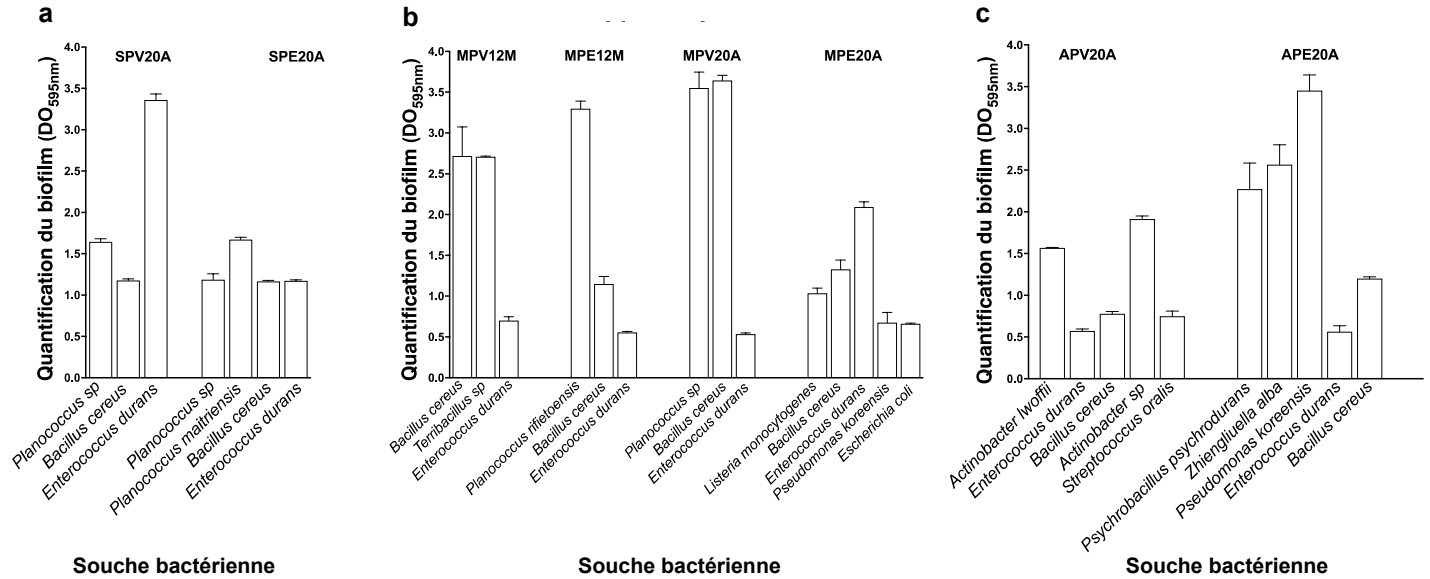 a
SPV20A
SPE20A
Quantification du biofilm (DO595nm)
4.0
3.5
3.0
2.5
2.0
1.5
1.0
0.5
0.0
Planococcus sp
Bacillus cereus
Enterococcus durans
Planococcus sp
Planococcus maitriensis
Bacillus cereus
Enterococcus durans
Souche bactérienne
b
MPV12M
MPE12M
MPV20A
MPE20A
Quantification du biofilm (DO595nm)
4.0
3.5
3.0
2.5
2.0
1.5
1.0
0.5
0.0
Bacillus cereus
Terribacillus sp
Enterococcus durans
Planococcus rifietoensis
Bacillus cereus
Enterococcus durans
Planococcus sp
Bacillus cereus
Enterococcus durans
Listeria monocytogenes
Bacillus cereus
Enterococcus durans
Pseudomonas koreensis
Escherichia coli
Souche bactérienne
c
APV20A
APE20A
Quantification du biofilm (DO595nm)
4.0
3.5
3.0
2.5
2.0
1.5
1.0
0.5
0.0
Actinobacter lwoffii
Enterococcus durans
Bacillus cereus
Actinobacter sp
Streptococcus oralis
Psychrobacillus psychrodurans
Zhiengliuella alba
Pseudomonas koreensis
Enterococcus durans
Bacillus cereus
Souche bactérienne